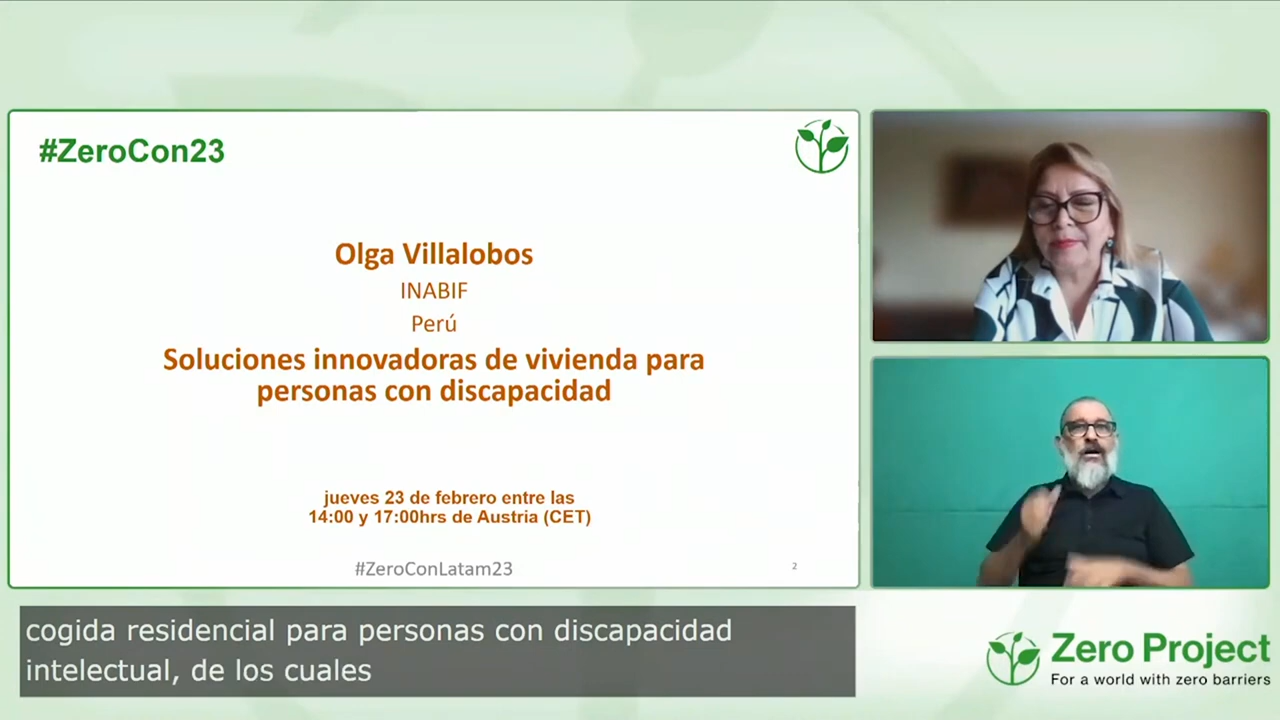 #ZeroCon23
Olga Villalobos
INABIF
Perú
Soluciones innovadoras de vivienda para
personas con discapacidad
jueves 23 de febrero entre las
14:00 y 17:00hrs de Austria (CET)
#ZeroConLatam23
2
cogida residencial para personas con discapacidad
intelectual, de los cuales
Zero Project
For a world with zero barriers